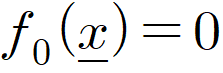 $f_0(\underline{x}) = 0$